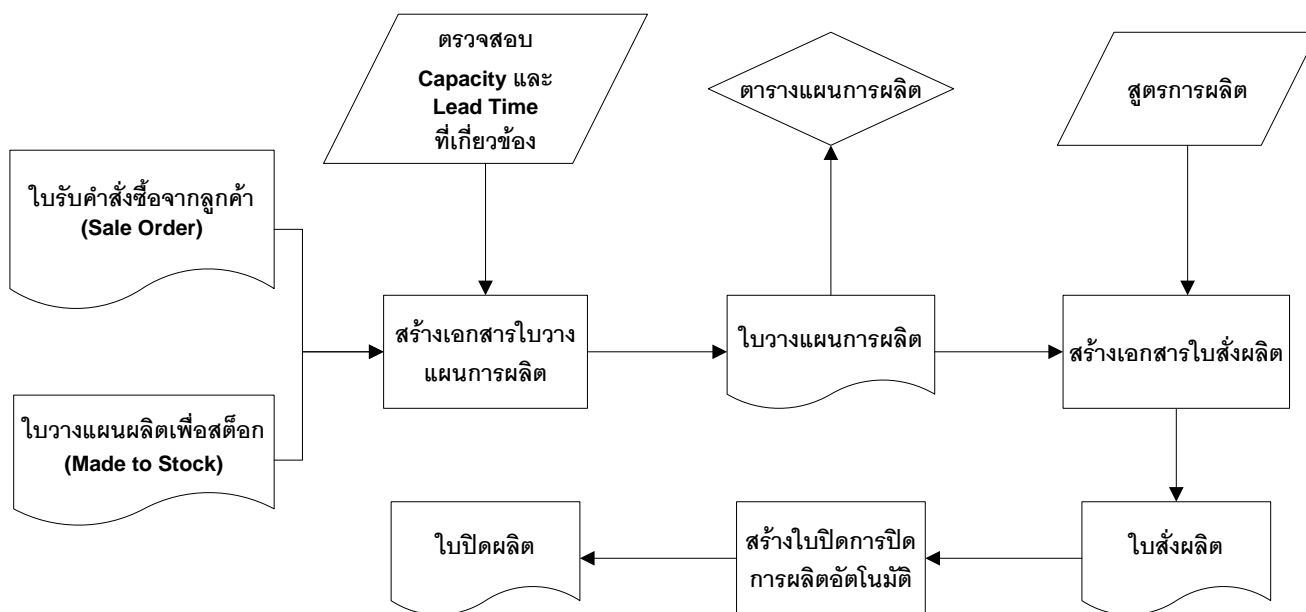 ตรวจสอบ
Capacity และ
Lead Time
ที่เกี่ยวข้อง
ตารางแผนการผลิต
สูตรการผลิต
ใบรับคำสั่งซื้อจากลูกค้า
(Sale Order)
สร้างเอกสารใบวาง
แผนการผลิต
ใบวางแผนการผลิต
สร้างเอกสารใบสั่งผลิต
ใบวางแผนผลิตเพื่อสต็อก
(Made to Stock)
ใบปิดผลิต
สร้างใบปิดการปิด
การผลิตอัตโนมัติ
ใบสั่งผลิต